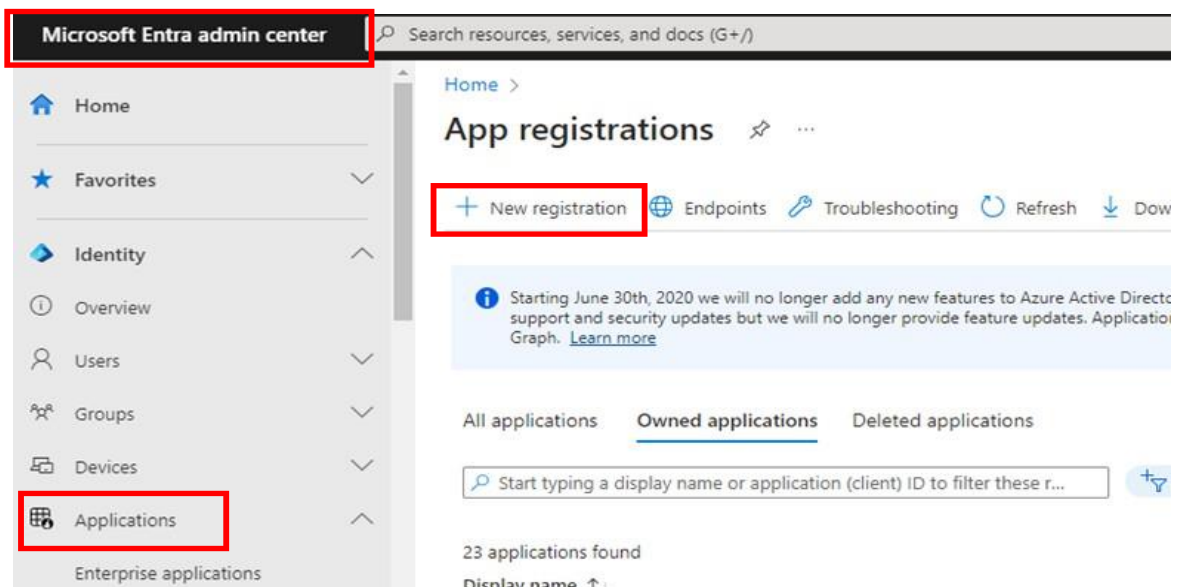 Microsoft Entra admin center
Search resources, services, and docs (G+/)
Home
Favorites
Identity
Overview
Users
Groups
Devices
Applications
Enterprise applications
Home >
App registrations
New registration
Endpoints
Troubleshooting
Refresh
Dow
Starting June 30th, 2020 we will no longer add any new features to Azure Active Directo
support and security updates but we will no longer provide feature updates. Applicatio
Graph. Learn more
All applications
Owned applications
Deleted applications
Start typing a display name or application (client) ID to filter these r...
23 applications found
Display name